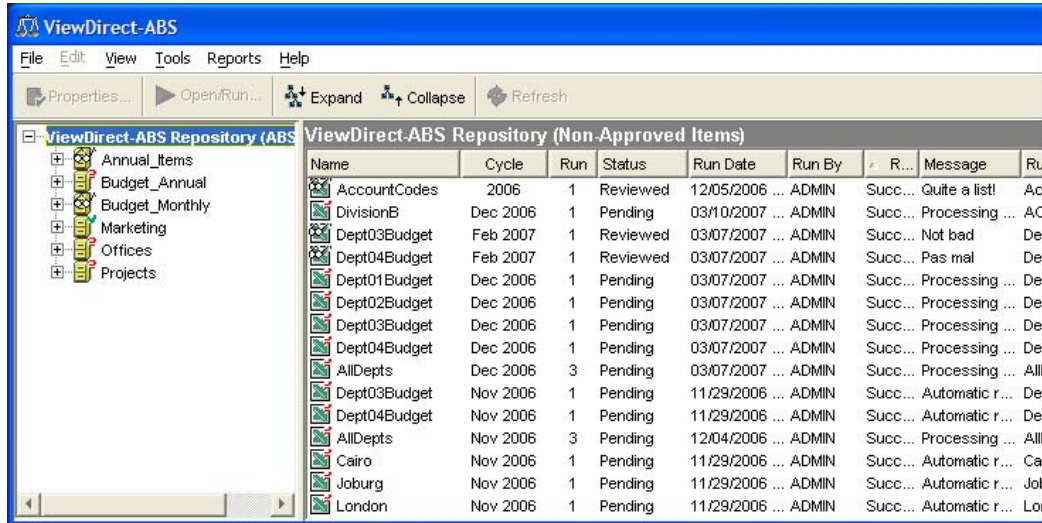 ViewDirect-ABS
File Edit View Tools Reports Help
Properties... Open/Run... Expand Collapse Refresh
ViewDirect-ABS Repository (ABS
Annual_Items
Budget_Annual
Budget_Monthly
Marketing
Offices
Projects
ViewDirect-ABS Repository (Non-Approved Items)
Name Cycle Run Status Run Date Run By R... Message Ru
AccountCodes 2006 1 Reviewed 12/05/2006 ... ADMIN Succ... Quite a list! Ac
DivisionB Dec 2006 1 Pending 03/10/2007 ... ADMIN Succ... Processing ... AC
Dept03Budget Feb 2007 1 Reviewed 03/07/2007 ... ADMIN Succ... Not bad De
Dept04Budget Feb 2007 1 Reviewed 03/07/2007 ... ADMIN Succ... Pas mal De
Dept01Budget Dec 2006 1 Pending 03/07/2007 ... ADMIN Succ... Processing ... De
Dept02Budget Dec 2006 1 Pending 03/07/2007 ... ADMIN Succ... Processing ... De
Dept03Budget Dec 2006 1 Pending 03/07/2007 ... ADMIN Succ... Processing ... De
Dept04Budget Dec 2006 1 Pending 03/07/2007 ... ADMIN Succ... Processing ... De
AllDepts Dec 2006 3 Pending 03/07/2007 ... ADMIN Succ... Processing ... All
Dept03Budget Nov 2006 1 Pending 11/29/2006 ... ADMIN Succ... Automatic r... De
Dept04Budget Nov 2006 1 Pending 11/29/2006 ... ADMIN Succ... Automatic r... De
AllDepts Nov 2006 3 Pending 12/04/2006 ... ADMIN Succ... Processing ... All
Cairo Nov 2006 1 Pending 11/29/2006 ... ADMIN Succ... Automatic r... Ca
Joburg Nov 2006 1 Pending 11/29/2006 ... ADMIN Succ... Automatic r... Jol
London Nov 2006 1 Pending 11/29/2006 ... ADMIN Succ... Automatic r... Lo